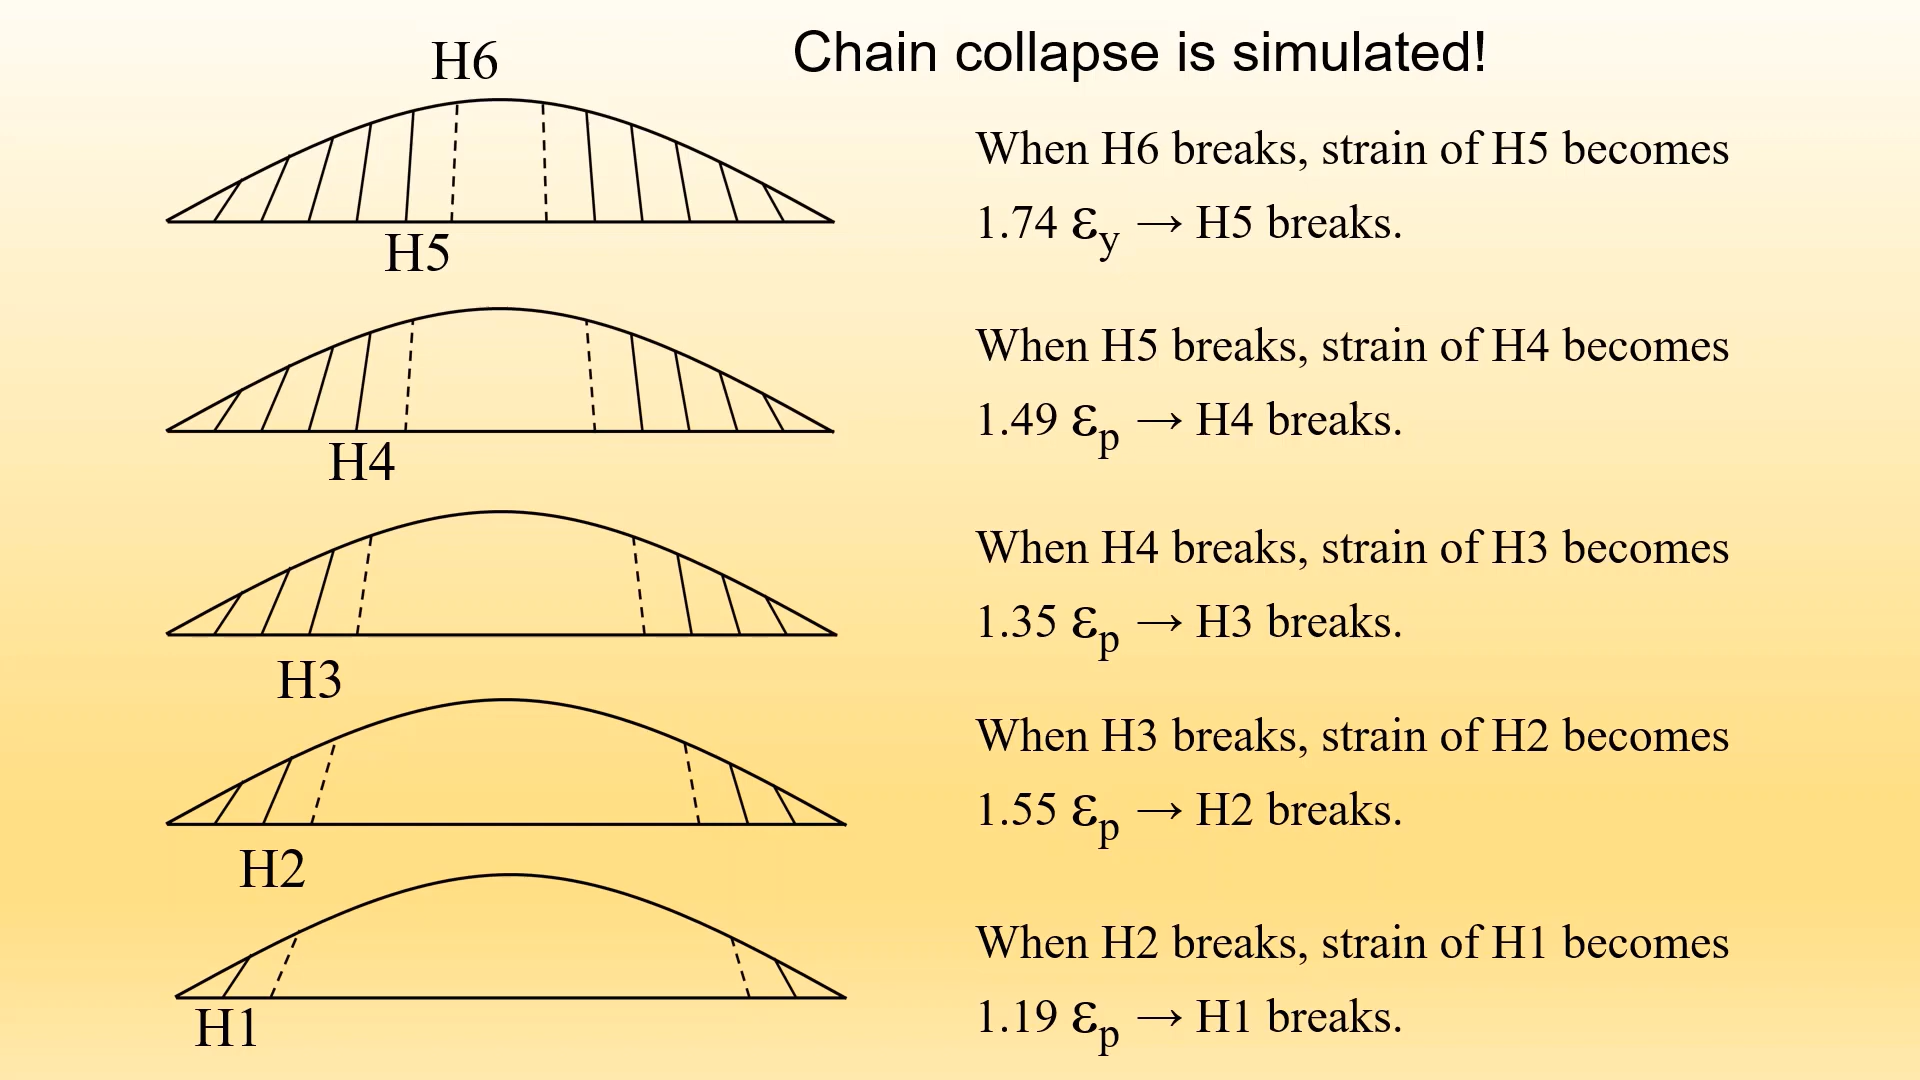 Chain collapse is simulated!
H6
H5
When H6 breaks, strain of H5 becomes
1.74 εy → H5 breaks.
H4
When H5 breaks, strain of H4 becomes
1.49 εp → H4 breaks.
H3
When H4 breaks, strain of H3 becomes
1.35 εp → H3 breaks.
H2
When H3 breaks, strain of H2 becomes
1.55 εp → H2 breaks.
H1
When H2 breaks, strain of H1 becomes
1.19 εp → H1 breaks.